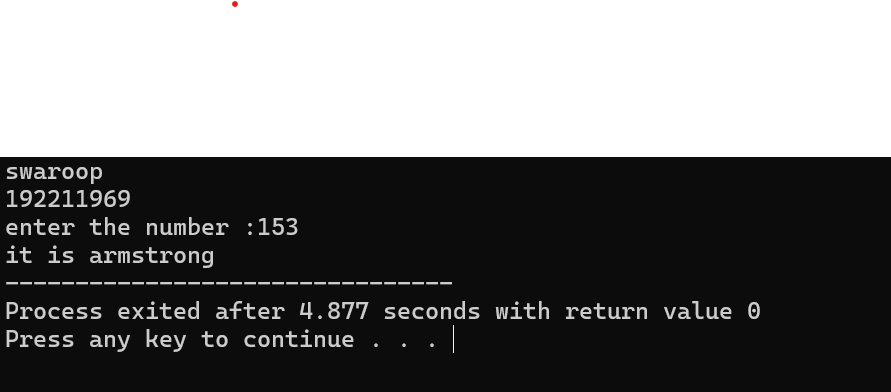 swaroop
192211969
enter the number :153
it is armstrong
--------------------------------
Process exited after 4.877 seconds with return value 0
Press any key to continue . . .